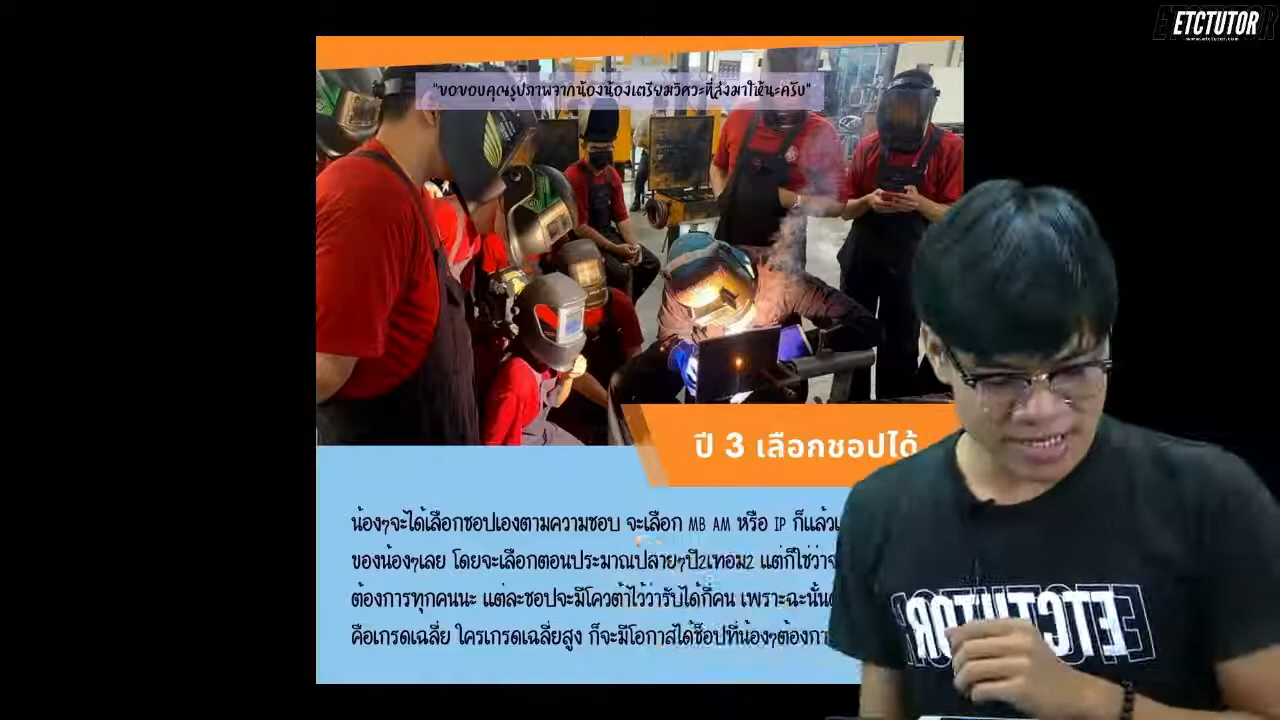 ETCTUTOR
www.etctutor.com
"ขอขอบคุณรูปภาพจากน้องน้องเตรียมวิศวะที่ส่งมาให้นะครับ"
ปี 3 เลือกชอปได้
น้องๆจะได้เลือกชอปเองตามความชอบ จะเลือก MB AM หรือ IP ก็แล้ว
ของน้องๆเลย โดยจะเลือกตอนประมาณปลายๆปี2เทอม2 แต่ก็ใช่ว่า
ต้องการทุกคนนะ แต่ละชอปจะมีโควต้าไว้ว่ารับได้กี่คน เพราะฉะนั้น
คือเกรดเฉลี่ย ใครเกรดเฉลี่ยสูง ก็จะมีโอกาสได้ช็อปที่น้องๆต้องการ
ETCTUTOR